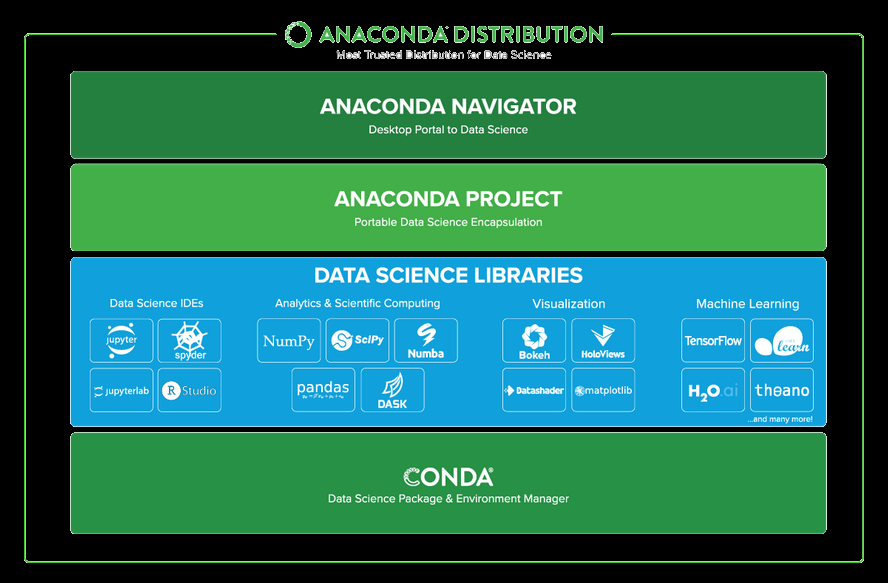 ANACONDA® DISTRIBUTION
Most Trusted Distribution for Data Science
ANACONDA NAVIGATOR
Desktop Portal to Data Science
ANACONDA PROJECT
Portable Data Science Encapsulation
DATA SCIENCE LIBRARIES
Data Science IDEs
jupyter
spyder
jupyterlab
R Studio
Analytics & Scientific Computing
NumPy
SciPy
Numba
pandas
DASK
Visualization
Bokeh
HoloViews
Datashader
matplotlib
Machine Learning
TensorFlow
learn
H2O.ai
theano
...and many more!
CONDA®
Data Science Package & Environment Manager